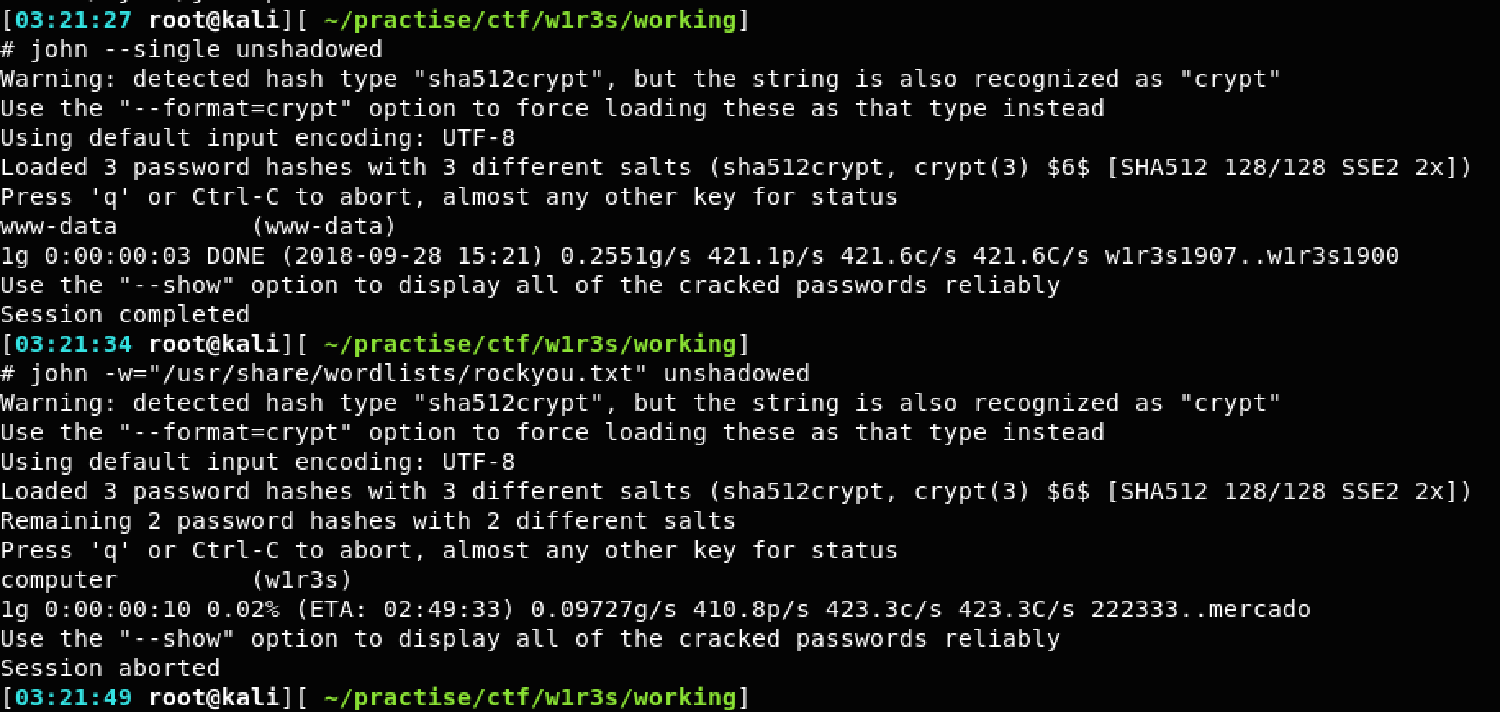 [03:21:27 root@kali][ ~/practise/ctf/w1r3s/working]
# john --single unshadowed
Warning: detected hash type "sha512crypt", but the string is also recognized as "crypt"
Use the "--format=crypt" option to force loading these as that type instead
Using default input encoding: UTF-8
Loaded 3 password hashes with 3 different salts (sha512crypt, crypt(3) $6$ [SHA512 128/128 SSE2 2x])
Press 'q' or Ctrl-C to abort, almost any other key for status
www-data         (www-data)
1g 0:00:00:03 DONE (2018-09-28 15:21) 0.2551g/s 421.1p/s 421.6c/s 421.6C/s w1r3s1907..w1r3s1900
Use the "--show" option to display all of the cracked passwords reliably
Session completed
[03:21:34 root@kali][ ~/practise/ctf/w1r3s/working]
# john -w="/usr/share/wordlists/rockyou.txt" unshadowed
Warning: detected hash type "sha512crypt", but the string is also recognized as "crypt"
Use the "--format=crypt" option to force loading these as that type instead
Using default input encoding: UTF-8
Loaded 3 password hashes with 3 different salts (sha512crypt, crypt(3) $6$ [SHA512 128/128 SSE2 2x])
Remaining 2 password hashes with 2 different salts
Press 'q' or Ctrl-C to abort, almost any other key for status
computer         (w1r3s)
1g 0:00:00:10 0.02% (ETA: 02:49:33) 0.09727g/s 410.8p/s 423.3c/s 423.3C/s 222333..mercado
Use the "--show" option to display all of the cracked passwords reliably
Session aborted
[03:21:49 root@kali][ ~/practise/ctf/w1r3s/working]